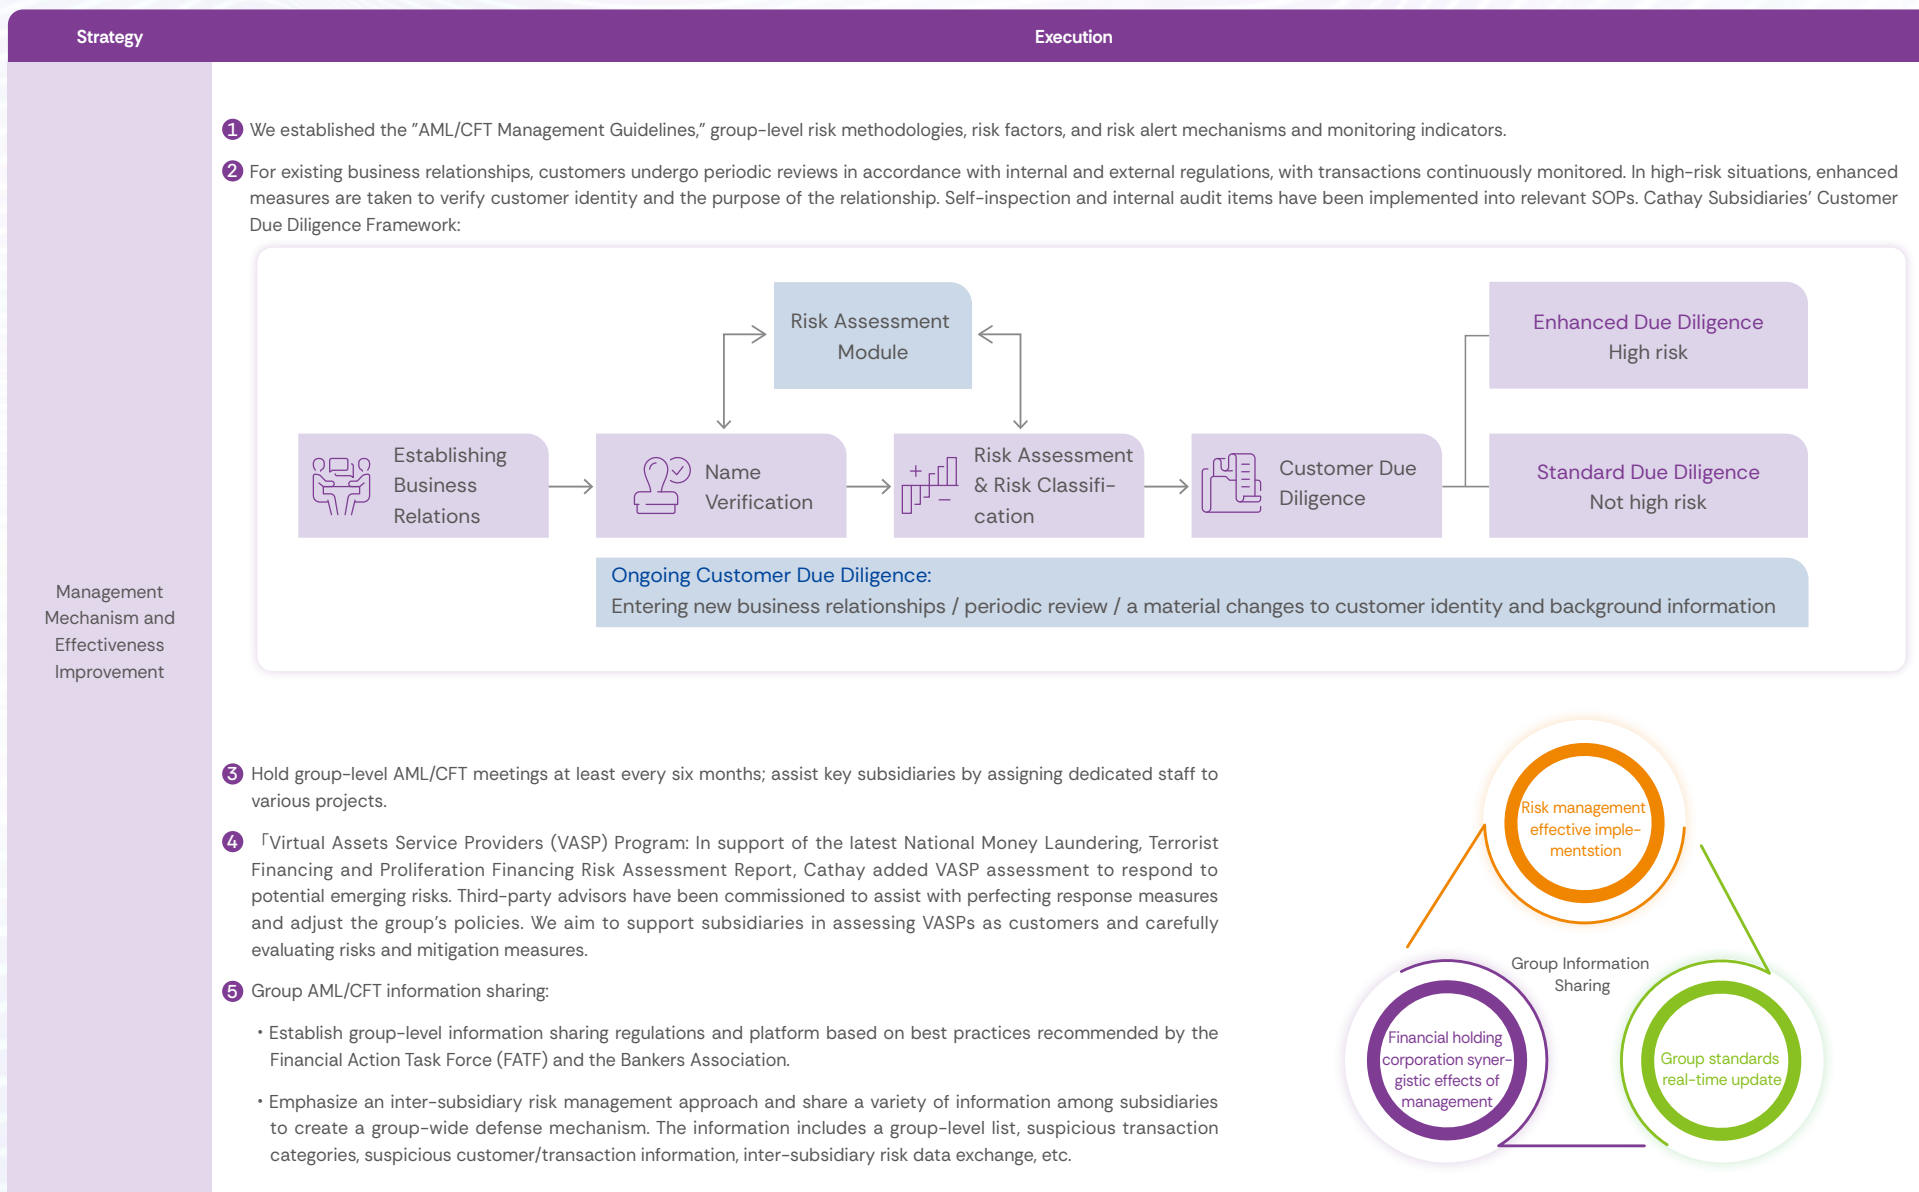 Strategy
Execution
Management
Mechanism and
Effectiveness
Improvement
1 We established the "AML/CFT Management Guidelines," group-level risk methodologies, risk factors, and risk alert mechanisms and monitoring indicators.
2 For existing business relationships, customers undergo periodic reviews in accordance with internal and external regulations, with transactions continuously monitored. In high-risk situations, enhanced
measures are taken to verify customer identity and the purpose of the relationship. Self-inspection and internal audit items have been implemented into relevant SOPs. Cathay Subsidiaries' Customer
Due Diligence Framework:
Risk Assessment
Module
Establishing
Business
Relations
Name
Verification
Risk Assessment
& Risk Classifi-
cation
Customer Due
Diligence
Enhanced Due Diligence
High risk
Standard Due Diligence
Not high risk
Ongoing Customer Due Diligence:
Entering new business relationships / periodic review / a material changes to customer identity and background information
3 Hold group-level AML/CFT meetings at least every six months; assist key subsidiaries by assigning dedicated staff to
various projects.
4 「Virtual Assets Service Providers (VASP) Program: In support of the latest National Money Laundering, Terrorist
Financing and Proliferation Financing Risk Assessment Report, Cathay added VASP assessment to respond to
potential emerging risks. Third-party advisors have been commissioned to assist with perfecting response measures
and adjust the group's policies. We aim to support subsidiaries in assessing VASPs as customers and carefully
evaluating risks and mitigation measures.
5 Group AML/CFT information sharing:
• Establish group-level information sharing regulations and platform based on best practices recommended by the
Financial Action Task Force (FATF) and the Bankers Association.
• Emphasize an inter-subsidiary risk management approach and share a variety of information among subsidiaries
to create a group-wide defense mechanism. The information includes a group-level list, suspicious transaction
categories, suspicious customer/transaction information, inter-subsidiary risk data exchange, etc.
Risk management
effective imple-
mentstion
Group Information
Sharing
Financial holding
corporation syner-
gistic effects of
management
Group standards
real-time update